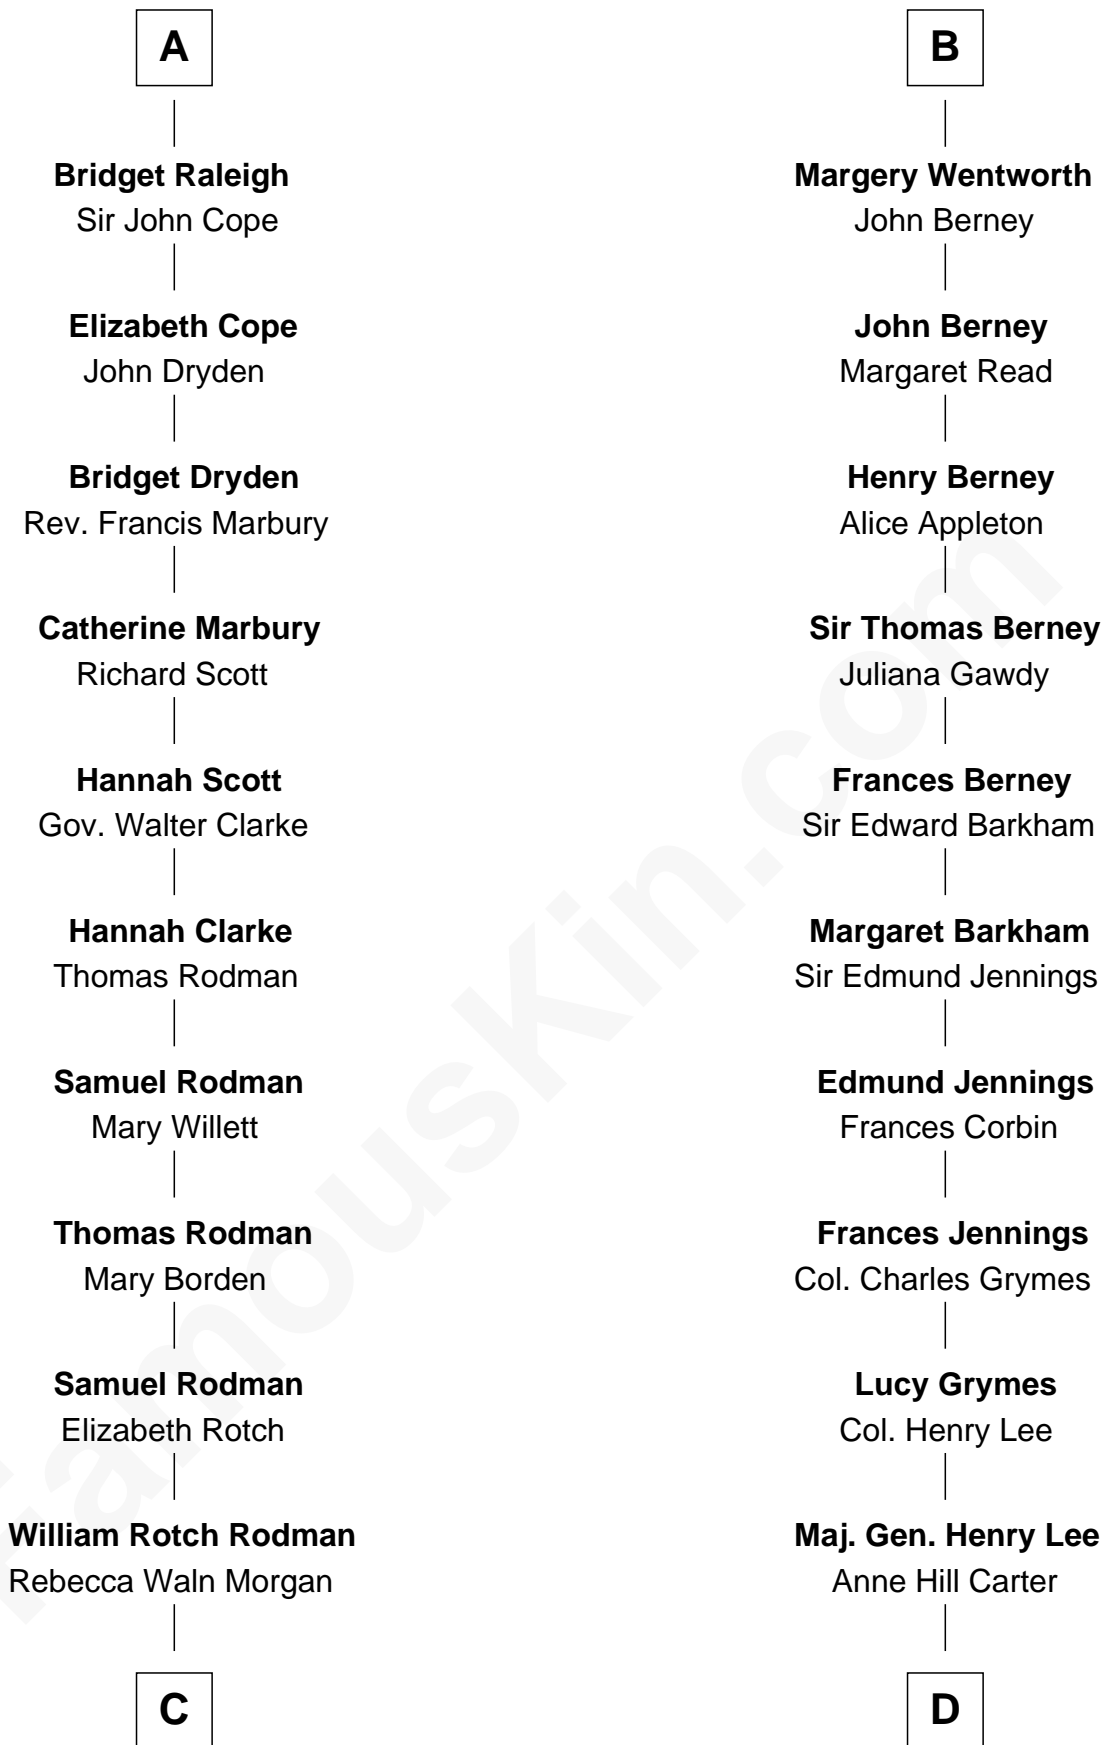 A
Bridget Raleigh
Sir John Cope
Elizabeth Cope
John Dryden
Bridget Dryden
Rev. Francis Marbury
Catherine Marbury
Richard Scott
Hannah Scott
Gov. Walter Clarke
Hannah Clarke
Thomas Rodman
Samuel Rodman
Mary Willett
Thomas Rodman
Mary Borden
Samuel Rodman
Elizabeth Rotch
William Rotch Rodman
Rebecca Waln Morgan
C
B
Margery Wentworth
John Berney
John Berney
Margaret Read
Henry Berney
Alice Appleton
Sir Thomas Berney
Juliana Gawdy
Frances Berney
Sir Edward Barkham
Margaret Barkham
Sir Edmund Jennings
Edmund Jennings
Frances Corbin
Frances Jennings
Col. Charles Grymes
Lucy Grymes
Col. Henry Lee
Maj. Gen. Henry Lee
Anne Hill Carter
D
FamousKin.com